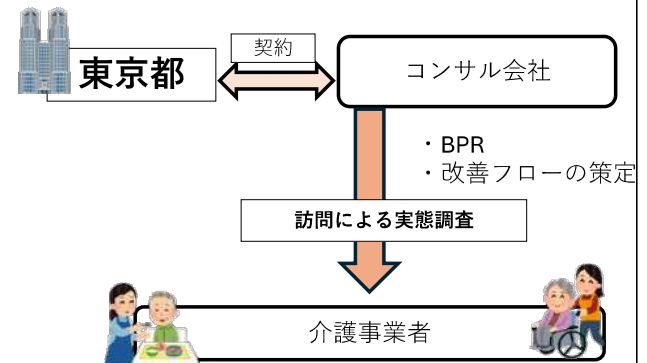 東京都
契約
コンサル会社
・BPR
・改善フローの策定
訪問による実態調査
介護事業者